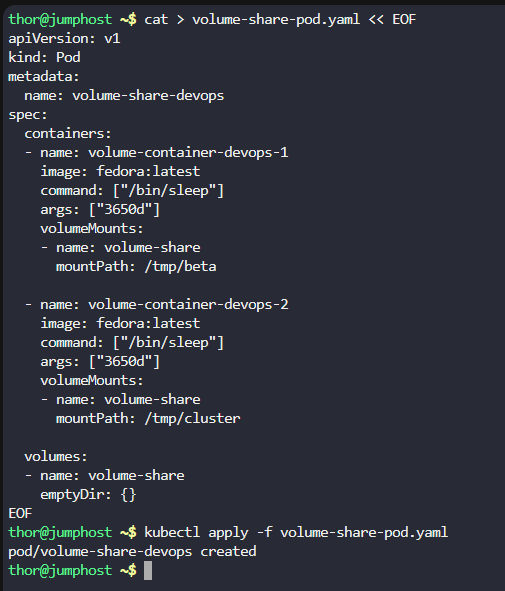 thor@jumphost ~$ cat > volume-share-pod.yaml << EOF
apiVersion: v1
kind: Pod
metadata:
  name: volume-share-devops
spec:
  containers:
  - name: volume-container-devops-1
    image: fedora:latest
    command: ["/bin/sleep"]
    args: ["3650d"]
    volumeMounts:
    - name: volume-share
      mountPath: /tmp/beta

  - name: volume-container-devops-2
    image: fedora:latest
    command: ["/bin/sleep"]
    args: ["3650d"]
    volumeMounts:
    - name: volume-share
      mountPath: /tmp/cluster

  volumes:
  - name: volume-share
    emptyDir: {}
EOF
thor@jumphost ~$ kubectl apply -f volume-share-pod.yaml
pod/volume-share-devops created
thor@jumphost ~$